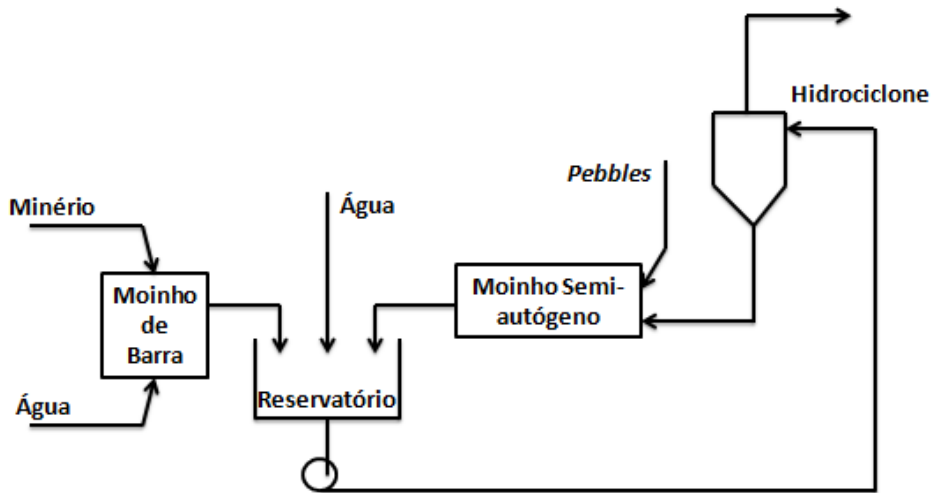 Hidrociclone
Pebbles
Minério
Água
Moinho Semi-
autógeno
Moinho
de
Barra
Reservatório
Água